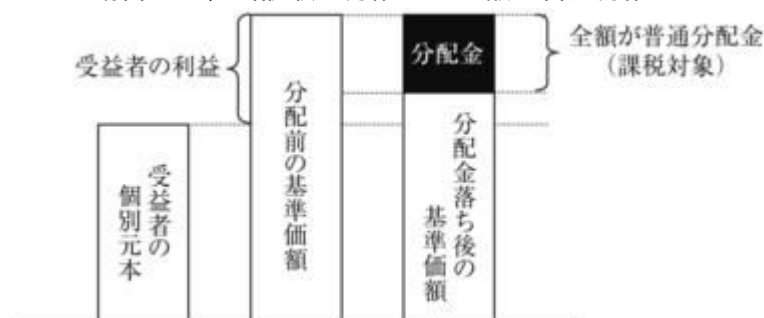 受益者の利益
受益者の
個別元本
分配前の基準価額
分配金
分配金落ち後の
基準価額
全額が普通分配金
（課税対象）